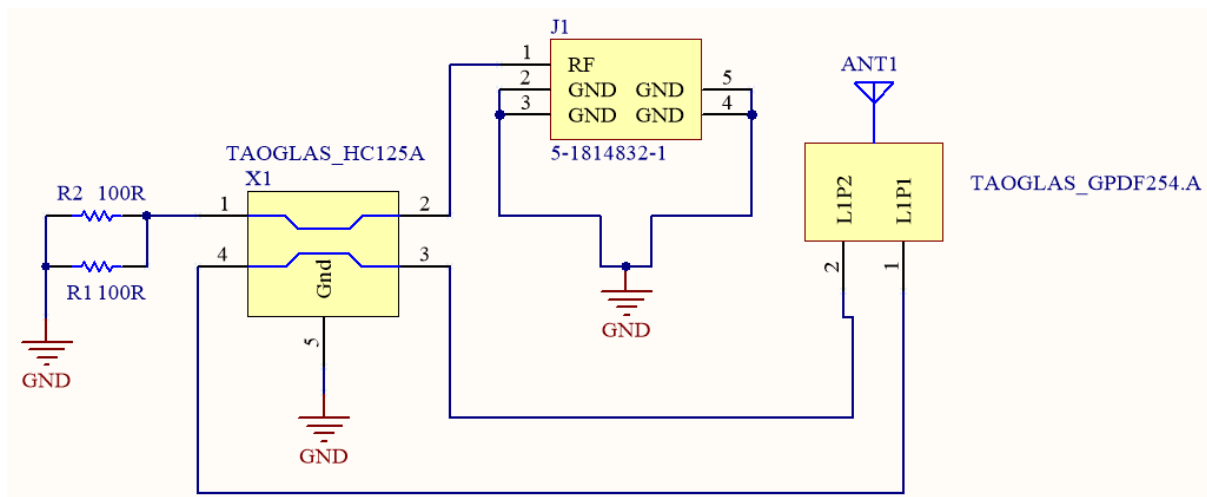 J1
1
RF
2
GND
GND
5
3
GND
GND
4
5-1814832-1
ANT1
TAOGLAS_HC125A
X1
R2 100R
1
2
4
3
Gnd
5
R1 100R
GND
GND
GND
L1P2
L1P1
2
1
TAOGLAS_GPDF254.A